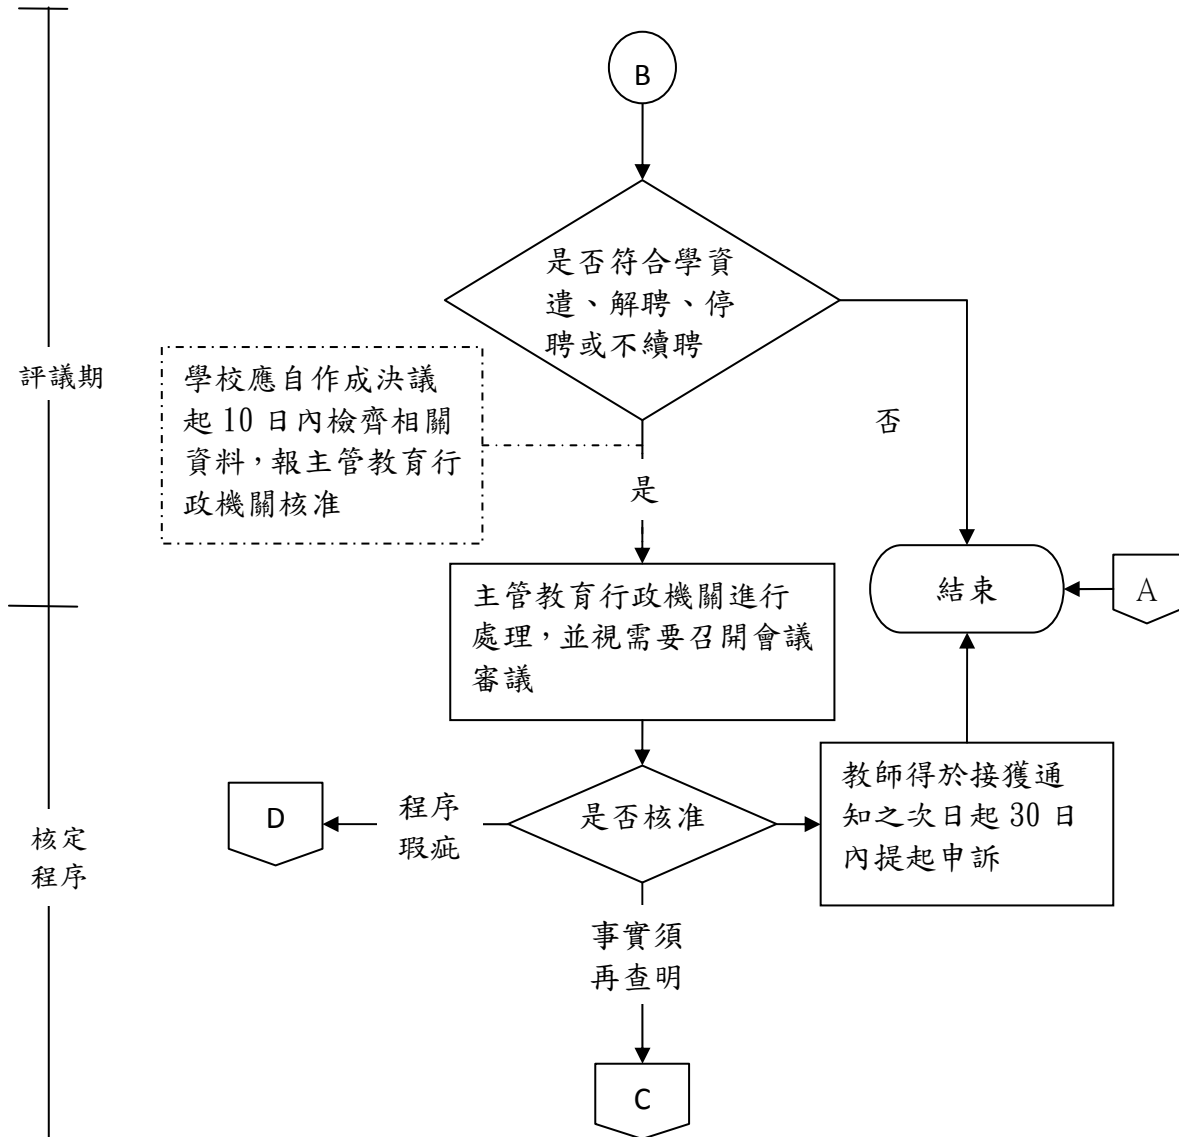 B
是否符合學資
遣、解聘、停
聘或不續聘
評議期
學校應自作成決議
起 10 日內檢齊相關
資料,報主管教育行
政機關核准
否
是
結束
A
主管教育行政機關進行
處理,並視需要召開會議
審議
教師得於接獲通
知之次日起 30 日
內提起申訴
是否核准
程序
瑕疵
D
核定
程序
事實須
再查明
C